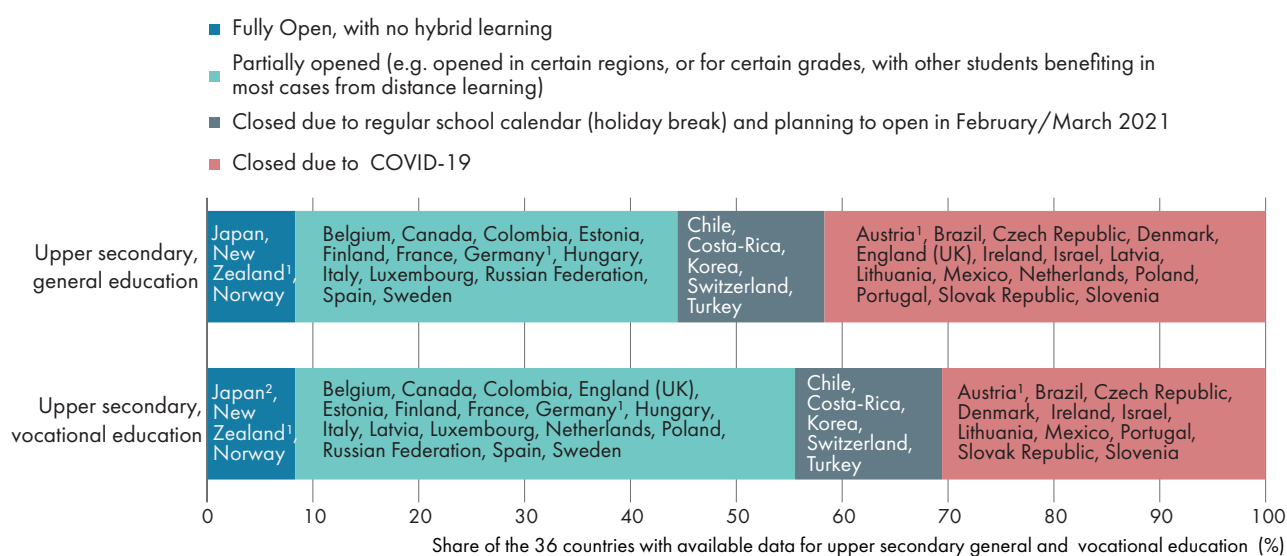 Fully Open, with no hybrid learning
Partially opened (e.g. opened in certain regions, or for certain grades, with other students benefiting in
most cases from distance learning)
Closed due to regular school calendar (holiday break) and planning to open in February/March 2021
Closed due to COVID-19
Upper secondary,
general education
Japan,
New
Zealand¹,
Norway
Belgium, Canada, Colombia, Estonia,
Finland, France, Germany¹, Hungary,
Italy, Luxembourg, Russian Federation,
Spain, Sweden
Chile,
Costa-Rica,
Korea,
Switzerland,
Turkey
Austria¹, Brazil, Czech Republic, Denmark,
England (UK), Ireland, Israel, Latvia,
Lithuania, Mexico, Netherlands, Poland,
Portugal, Slovak Republic, Slovenia
Upper secondary,
vocational education
Japan²,
New
Zealand¹,
Norway
Belgium, Canada, Colombia, England (UK),
Estonia, Finland, France, Germany¹, Hungary,
Italy, Latvia, Luxembourg, Netherlands, Poland,
Russian Federation, Spain, Sweden
Chile,
Costa-Rica,
Korea,
Switzerland,
Turkey
Austria¹, Brazil, Czech Republic,
Denmark, Ireland, Israel,
Lithuania, Mexico, Portugal,
Slovak Republic, Slovenia
0 10 20 30 40 50 60 70 80 90 100
Share of the 36 countries with available data for upper secondary general and vocational education (%)